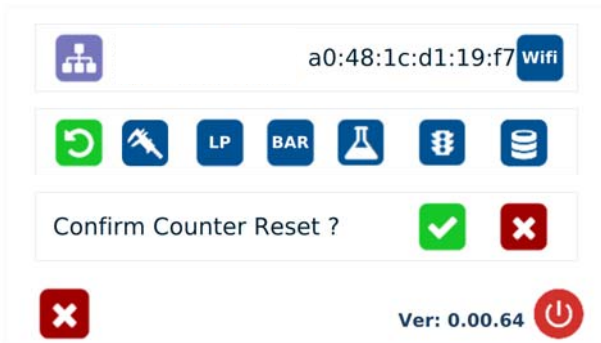 a0:48:1c:d1:19:f7 Wifi
LP BAR
Confirm Counter Reset ?
Ver: 0.00.64